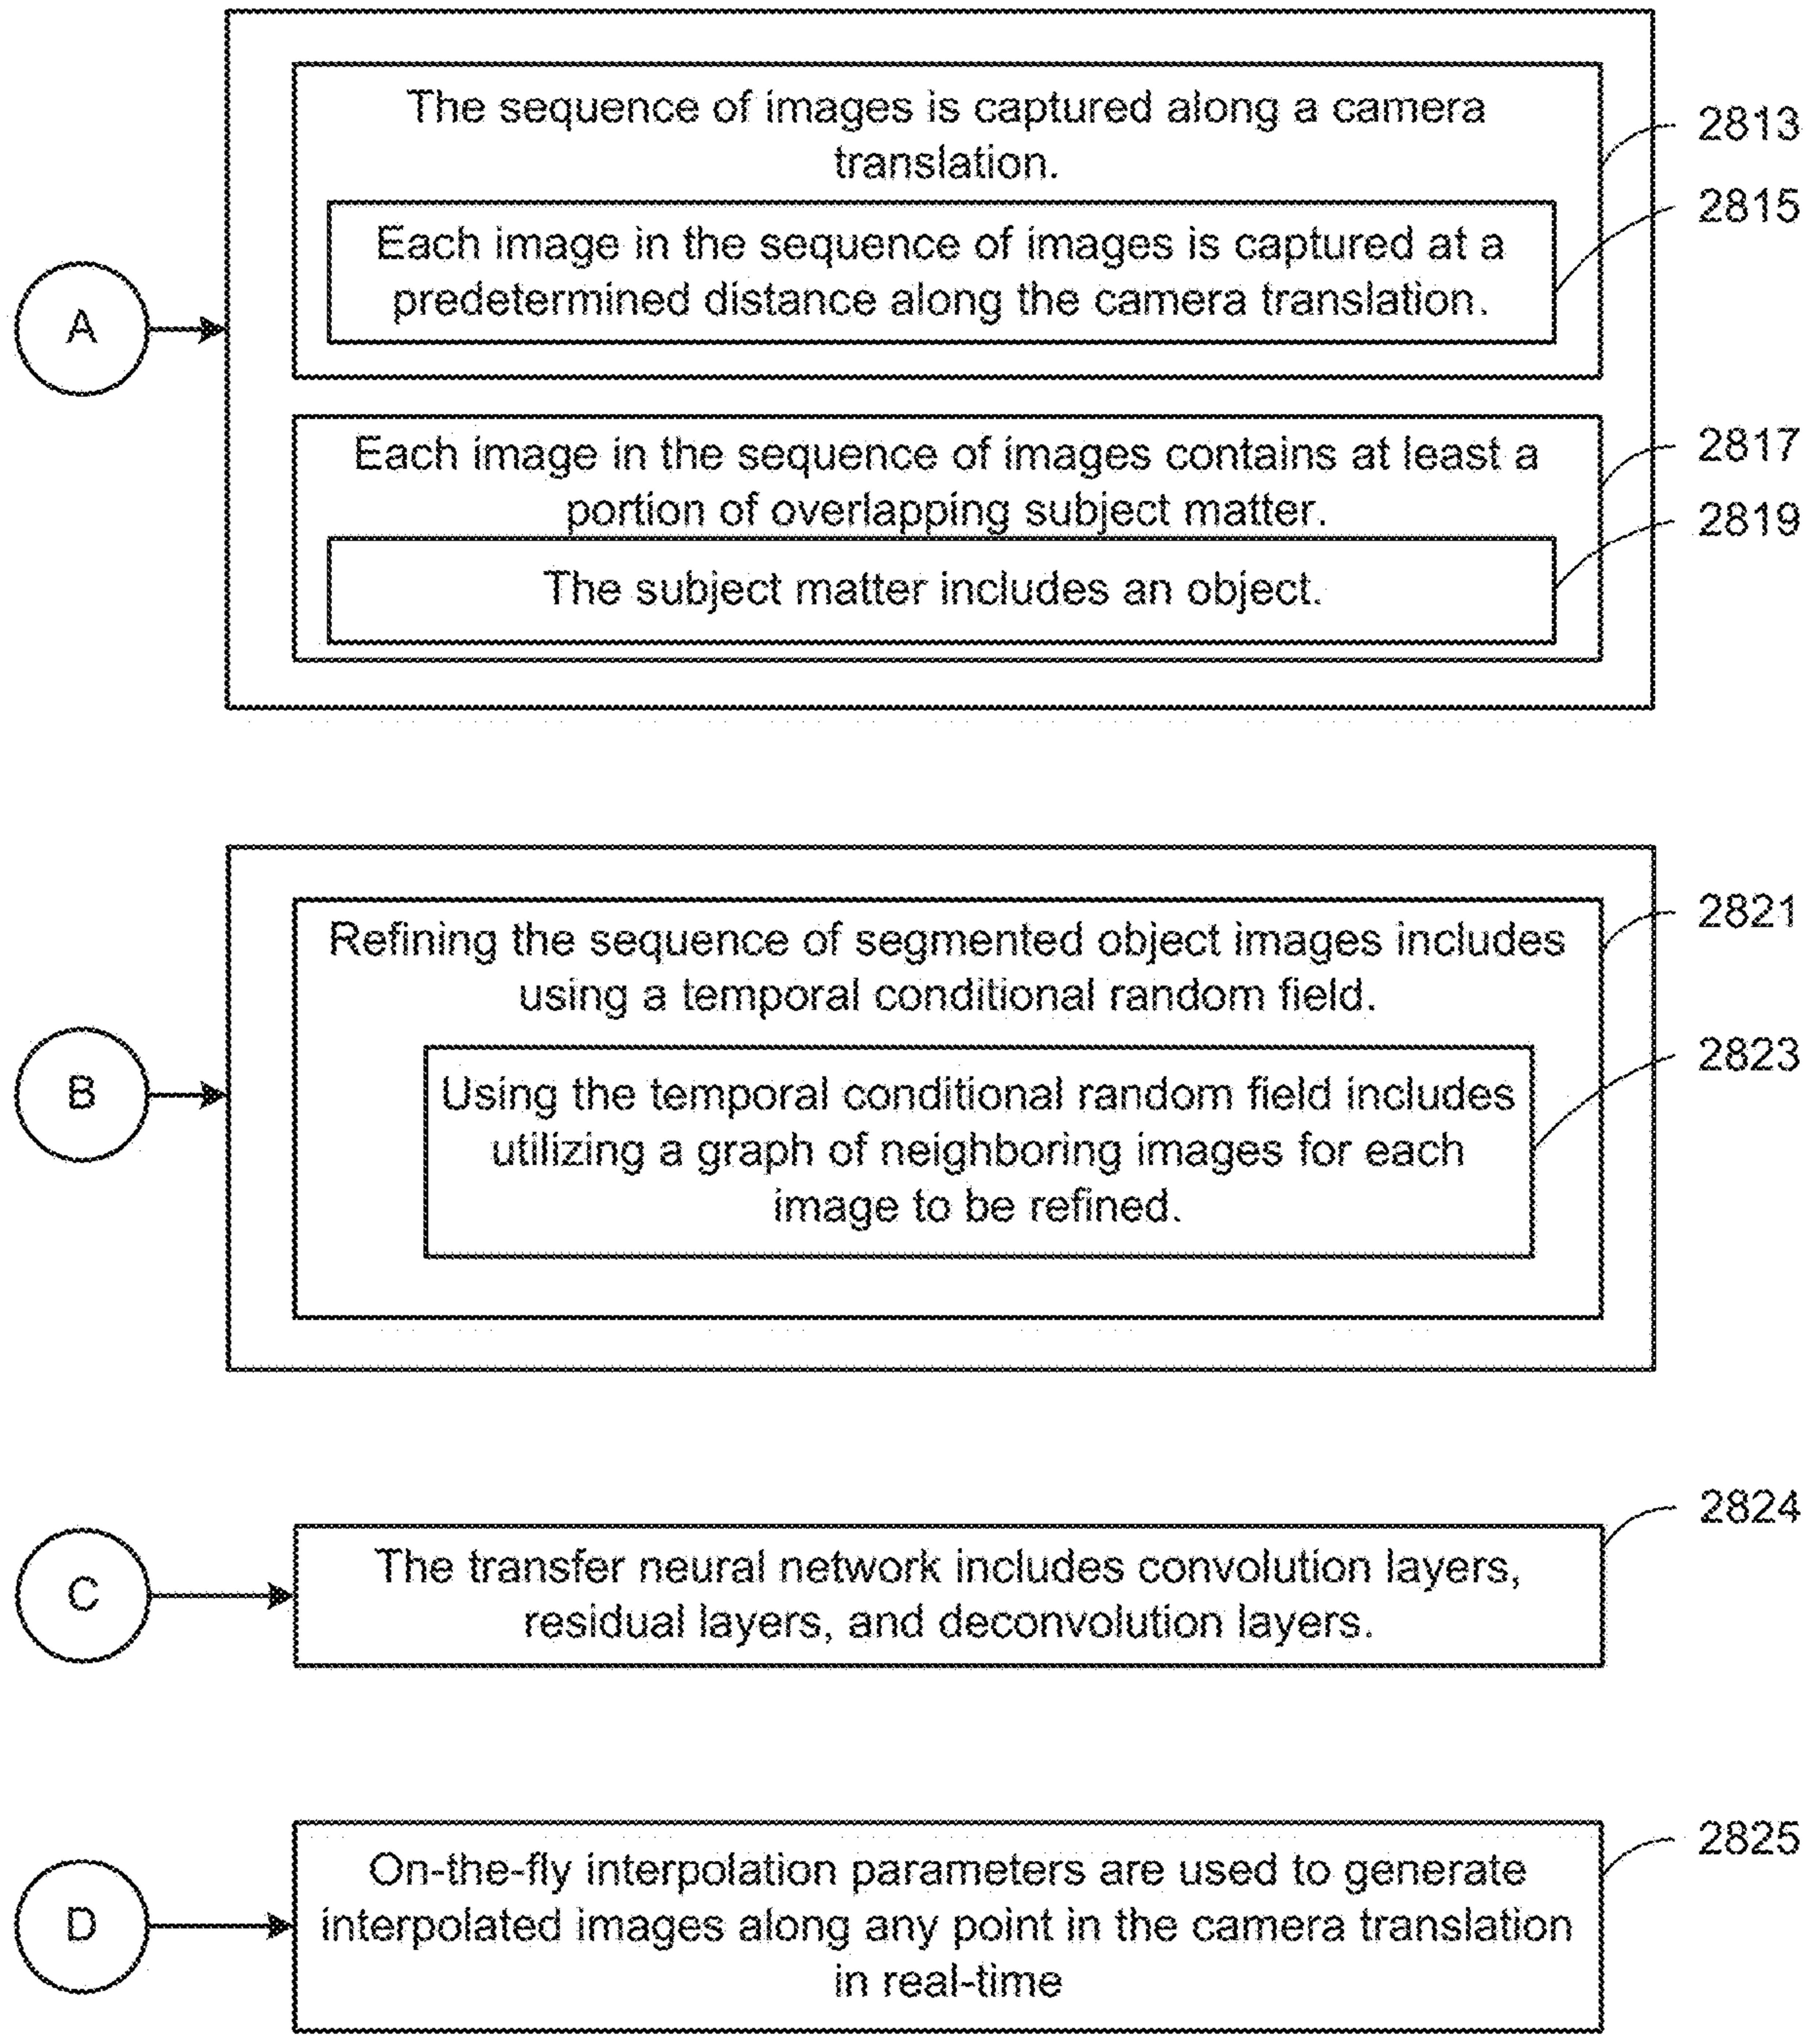 The sequence of images is captured along a camera
translation.
2813
Each image in the sequence of images is captured at a
predetermined distance along the camera translation.
2815
A
Each image in the sequence of images contains at least a
portion of overlapping subject matter.
2817
The subject matter includes an object.
2819
Refining the sequence of segmented object images includes
using a temporal conditional random field.
2821
B
Using the temporal conditional random field includes
utilizing a graph of neighboring images for each
image to be refined.
2823
C
The transfer neural network includes convolution layers,
residual layers, and deconvolution layers.
2824
D
On-the-fly interpolation parameters are used to generate
interpolated images along any point in the camera translation
in real-time
2825